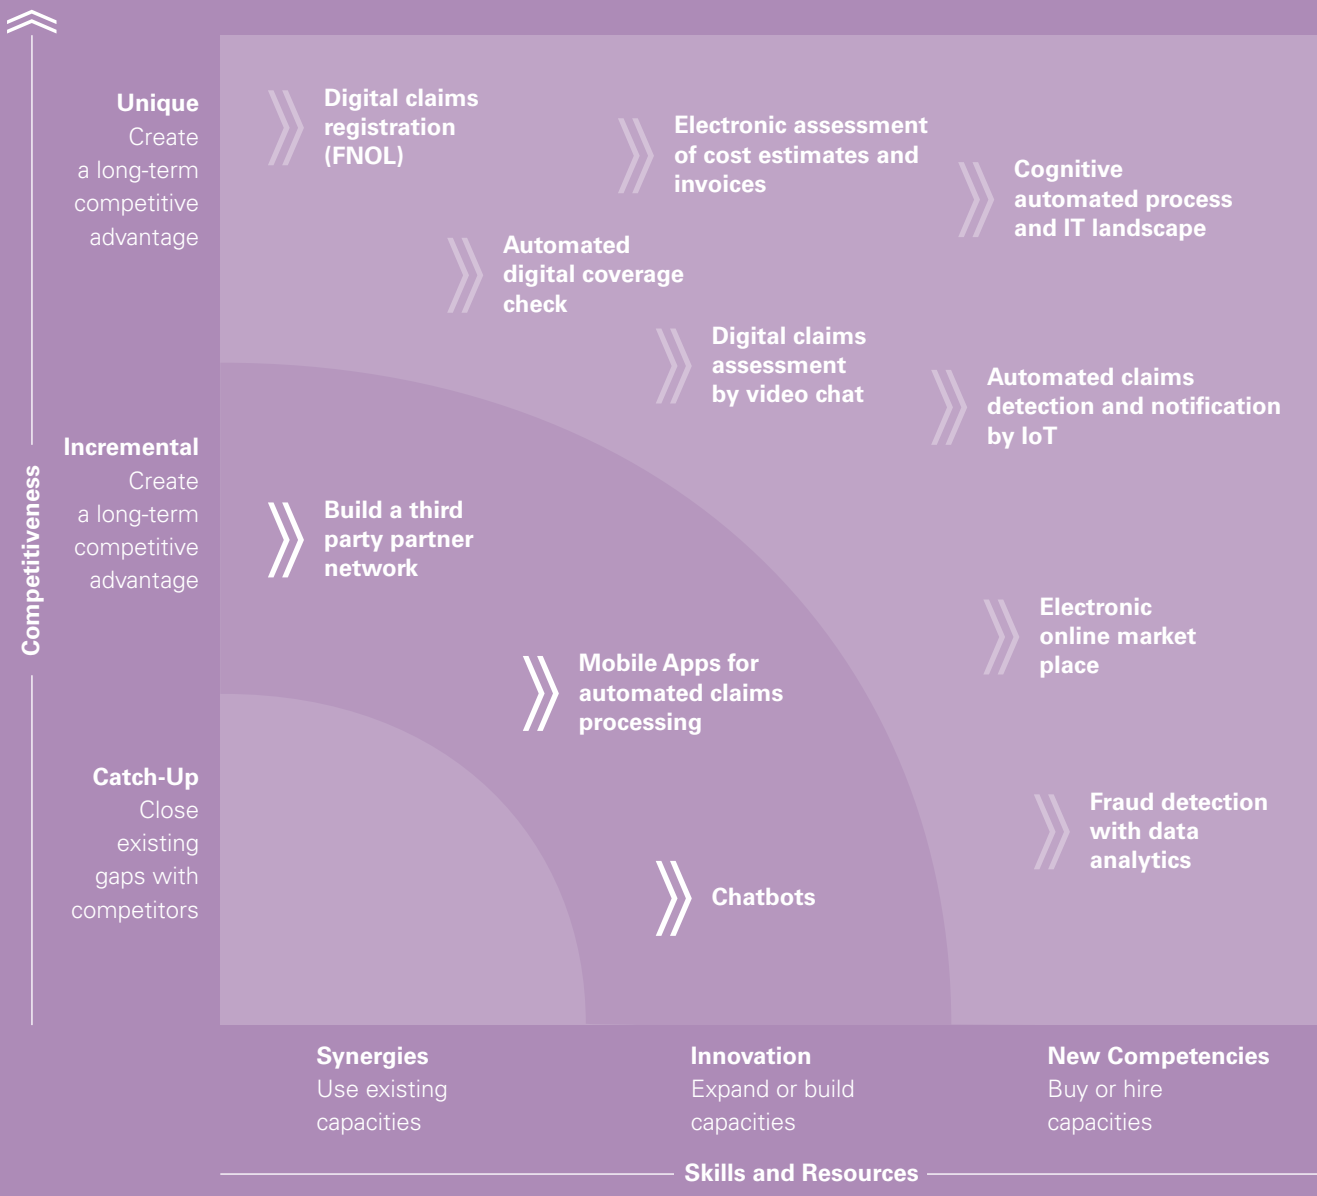 Unique
Create
a long-term
competitive
advantage
Digital claims
registration
(FNOL)
Electronic assessment
of cost estimates and
invoices
Cognitive
automated process
and IT landscape
Automated
digital coverage
check
Digital claims
assessment
by video chat
Automated claims
detection and notification
by IoT
Competitiveness
Incremental
Create
a long-term
competitive
advantage
Build a third
party partner
network
Electronic
online market
place
Mobile Apps for
automated claims
processing
Catch-Up
Close
existing
gaps with
competitors
Fraud detection
with data
analytics
Chatbots
Synergies
Use existing
capacities
Innovation
Expand or build
capacities
New Competencies
Buy or hire
capacities
Skills and Resources